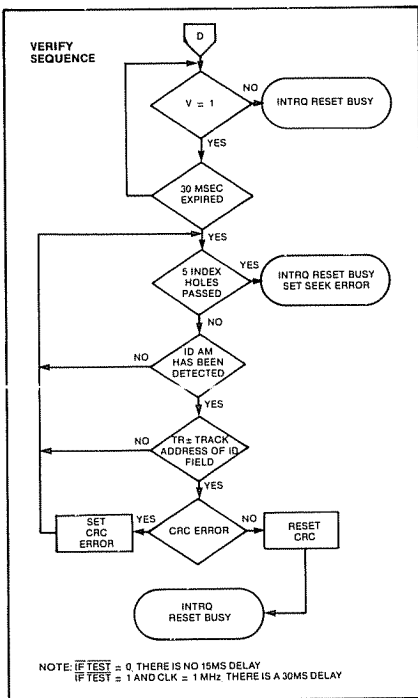 D
VERIFY
SEQUENCE
V = 1
NO
INTRQ RESET BUSY
YES
30 MSEC
EXPIRED
YES
5 INDEX
HOLES
PASSED
YES
INTRQ RESET BUSY
SET SEEK ERROR
NO
ID AM
HAS BEEN
DETECTED
NO
YES
TR ± TRACK
ADDRESS OF ID
FIELD
NO
YES
CRC ERROR
YES
SET
CRC
ERROR
NO
RESET
CRC
INTRQ
RESET BUSY
NOTE: IF TEST = 0, THERE IS NO 15MS DELAY
IF TEST = 1 AND CLK = 1 MHz, THERE IS A 30MS DELAY